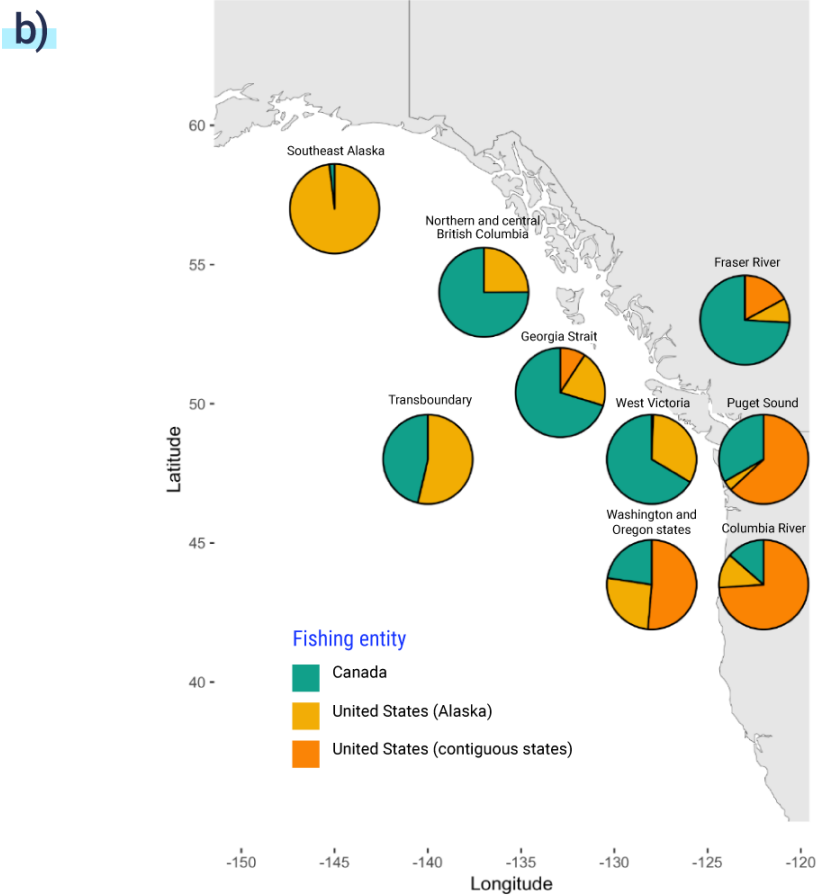 b)
60
Southeast Alaska
Northern and central
British Columbia
55
Fraser River
Georgia Strait
50
Transboundary
West Victoria
Puget Sound
Latitude
Washington and
Oregon states
Columbia River
45
Fishing entity
Canada
40
United States (Alaska)
United States (contiguous states)
-150
-145
-140
-135
-130
-125
-120
Longitude